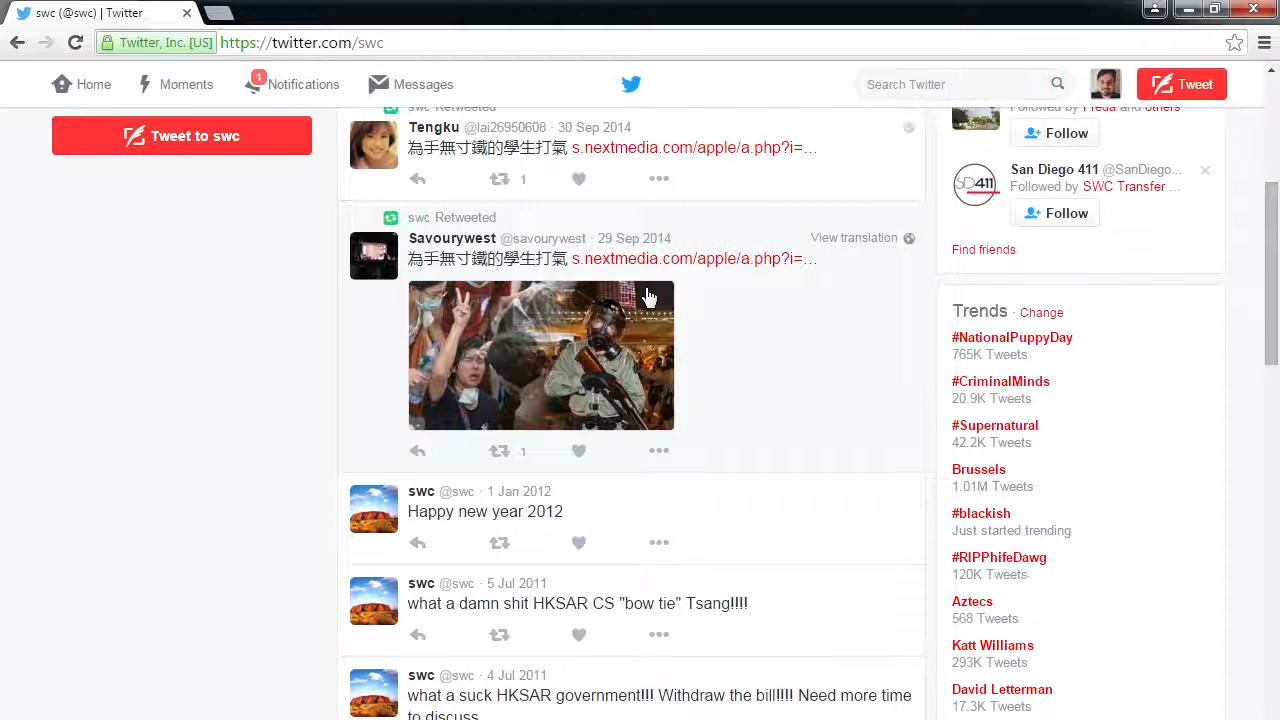 swc (@swc) | Twitter
Twitter, Inc. [US] https://twitter.com/swc
Home Moments 1 Notifications Messages Search Twitter Tweet
Tweet to swc
swc Retweeted
Tengku @lai26950608 · 30 Sep 2014
為手無寸鐵的學生打氣 s.nextmedia.com/apple/a.php?i=...
1
swc Retweeted
Savourywest @savourywest · 29 Sep 2014 View translation
為手無寸鐵的學生打氣 s.nextmedia.com/apple/a.php?i=...
1
swc @swc · 1 Jan 2012
Happy new year 2012
swc @swc · 5 Jul 2011
what a damn shit HKSAR CS "bow tie" Tsang!!!!
swc @swc · 4 Jul 2011
what a suck HKSAR government!!! Withdraw the bill!!!! Need more time
to discuss
Followed by Freda and others
Follow
San Diego 411 @SanDiego...
SD411
Followed by SWC Transfer ...
Follow
Find friends
Trends · Change
#NationalPuppyDay
765K Tweets
#CriminalMinds
20.9K Tweets
#Supernatural
42.2K Tweets
Brussels
1.01M Tweets
#blackish
Just started trending
#RIPPhifeDawg
120K Tweets
Aztecs
568 Tweets
Katt Williams
293K Tweets
David Letterman
17.3K Tweets